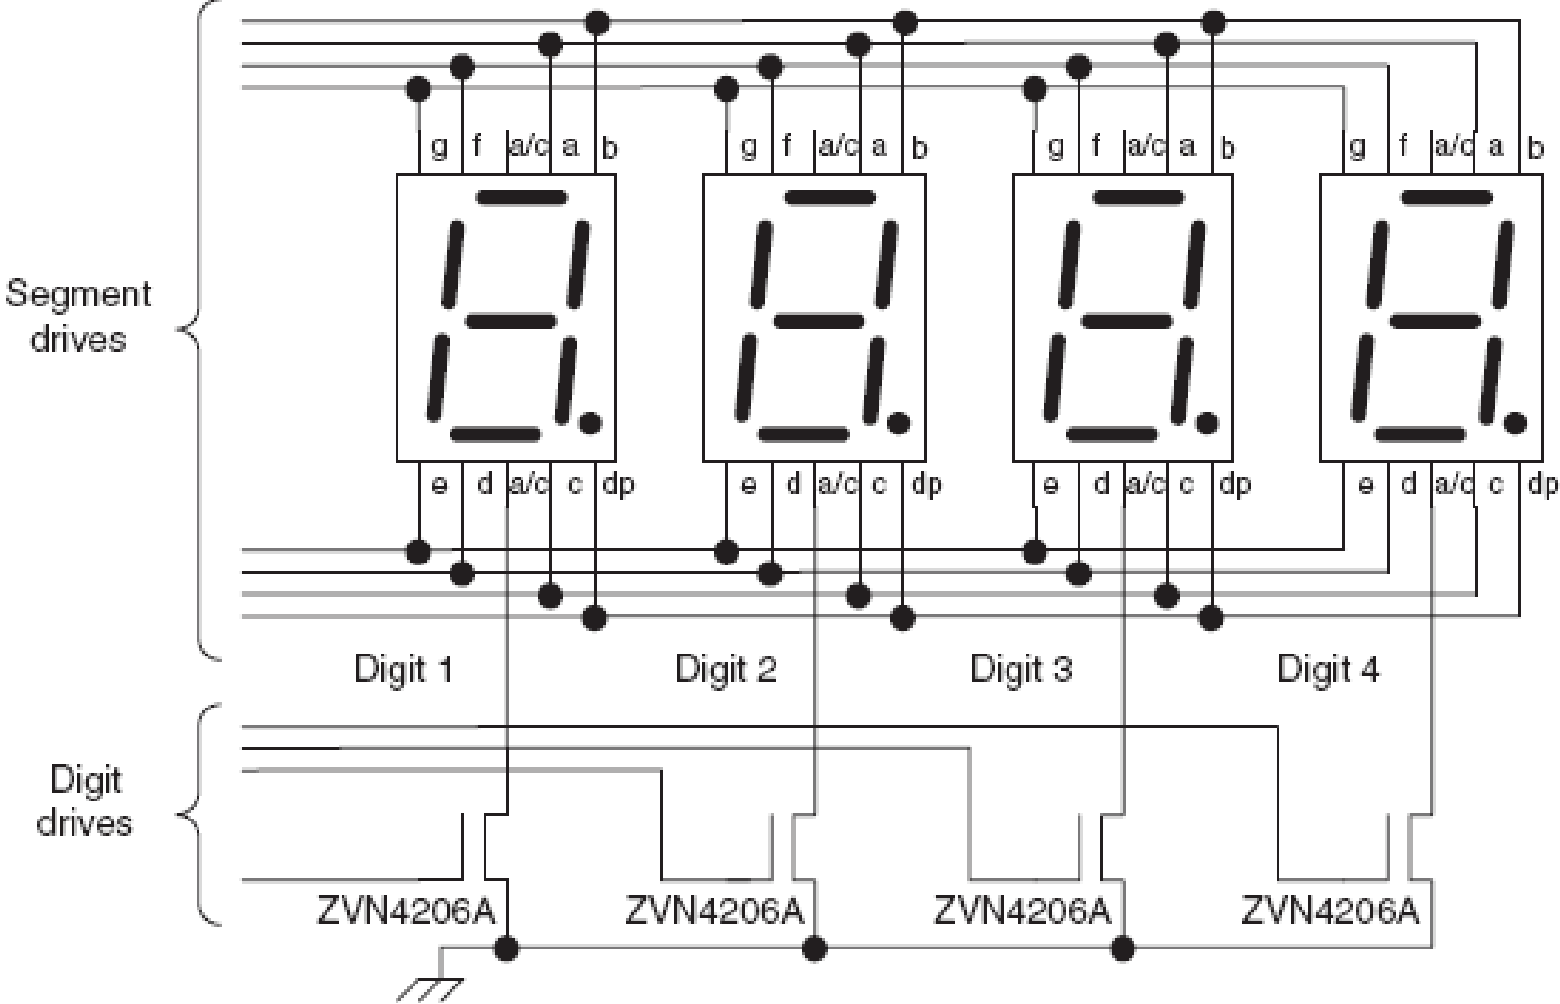 g f a/c a b g f a/c a b g f a/c a b g f a/c a b
Segment
drives
e d a/c c dp e d a/c c dp e d a/c c dp e d a/c c dp
Digit 1 Digit 2 Digit 3 Digit 4
Digit
drives
ZVN4206A ZVN4206A ZVN4206A ZVN4206A